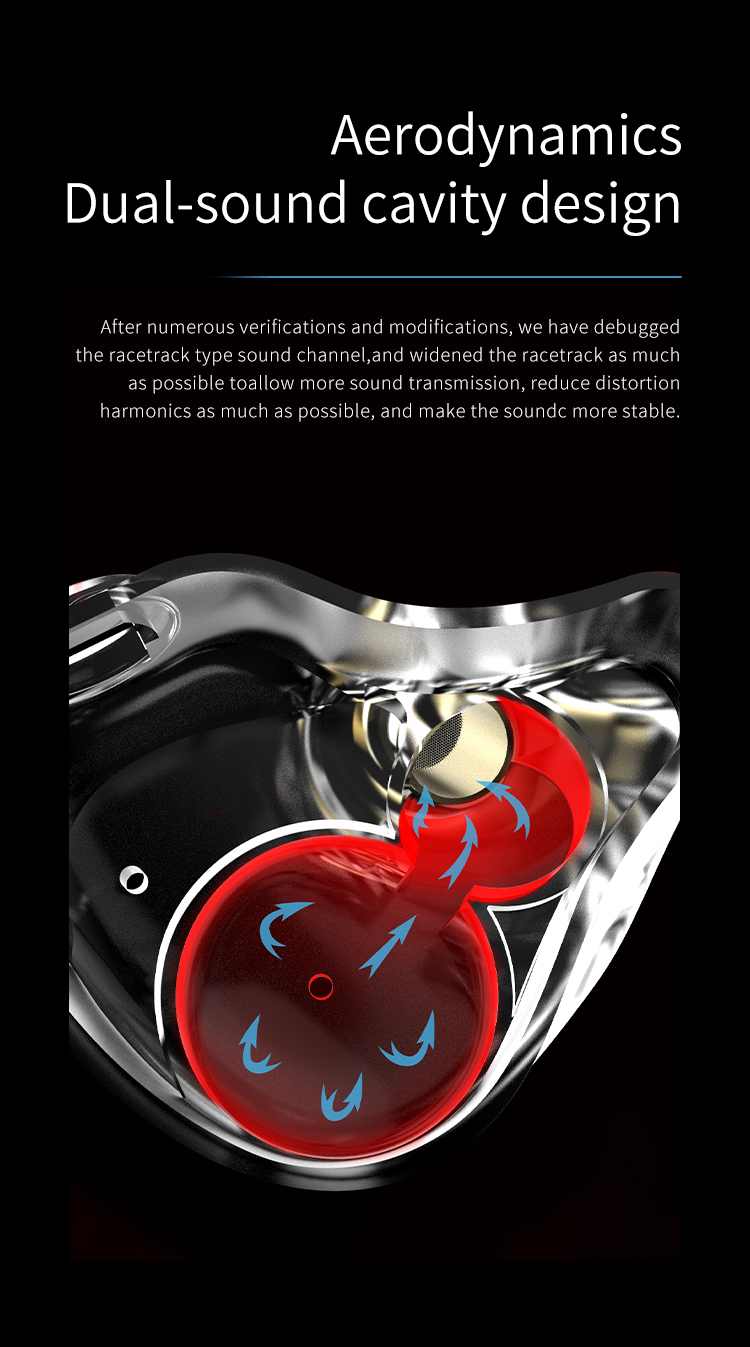 Aerodynamics
Dual-sound cavity design
After numerous verifications and modifications, we have debugged
the racetrack type sound channel,and widened the racetrack as much
as possible toallow more sound transmission, reduce distortion
harmonics as much as possible, and make the soundc more stable.